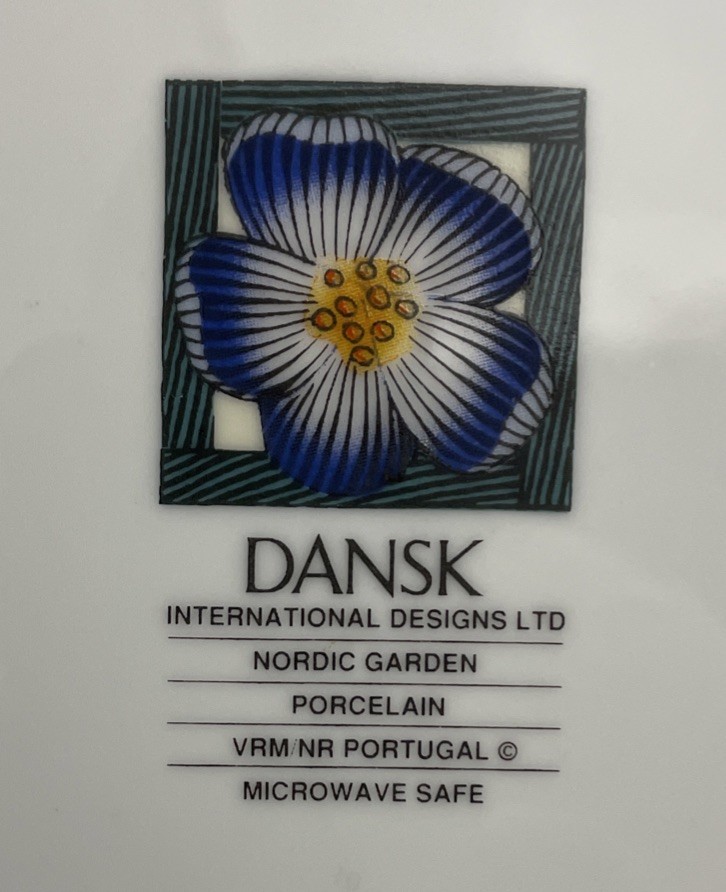 DANSK
INTERNATIONAL DESIGNS LTD
NORDIC GARDEN
PORCELAIN
VRM/NR PORTUGAL ©
MICROWAVE SAFE